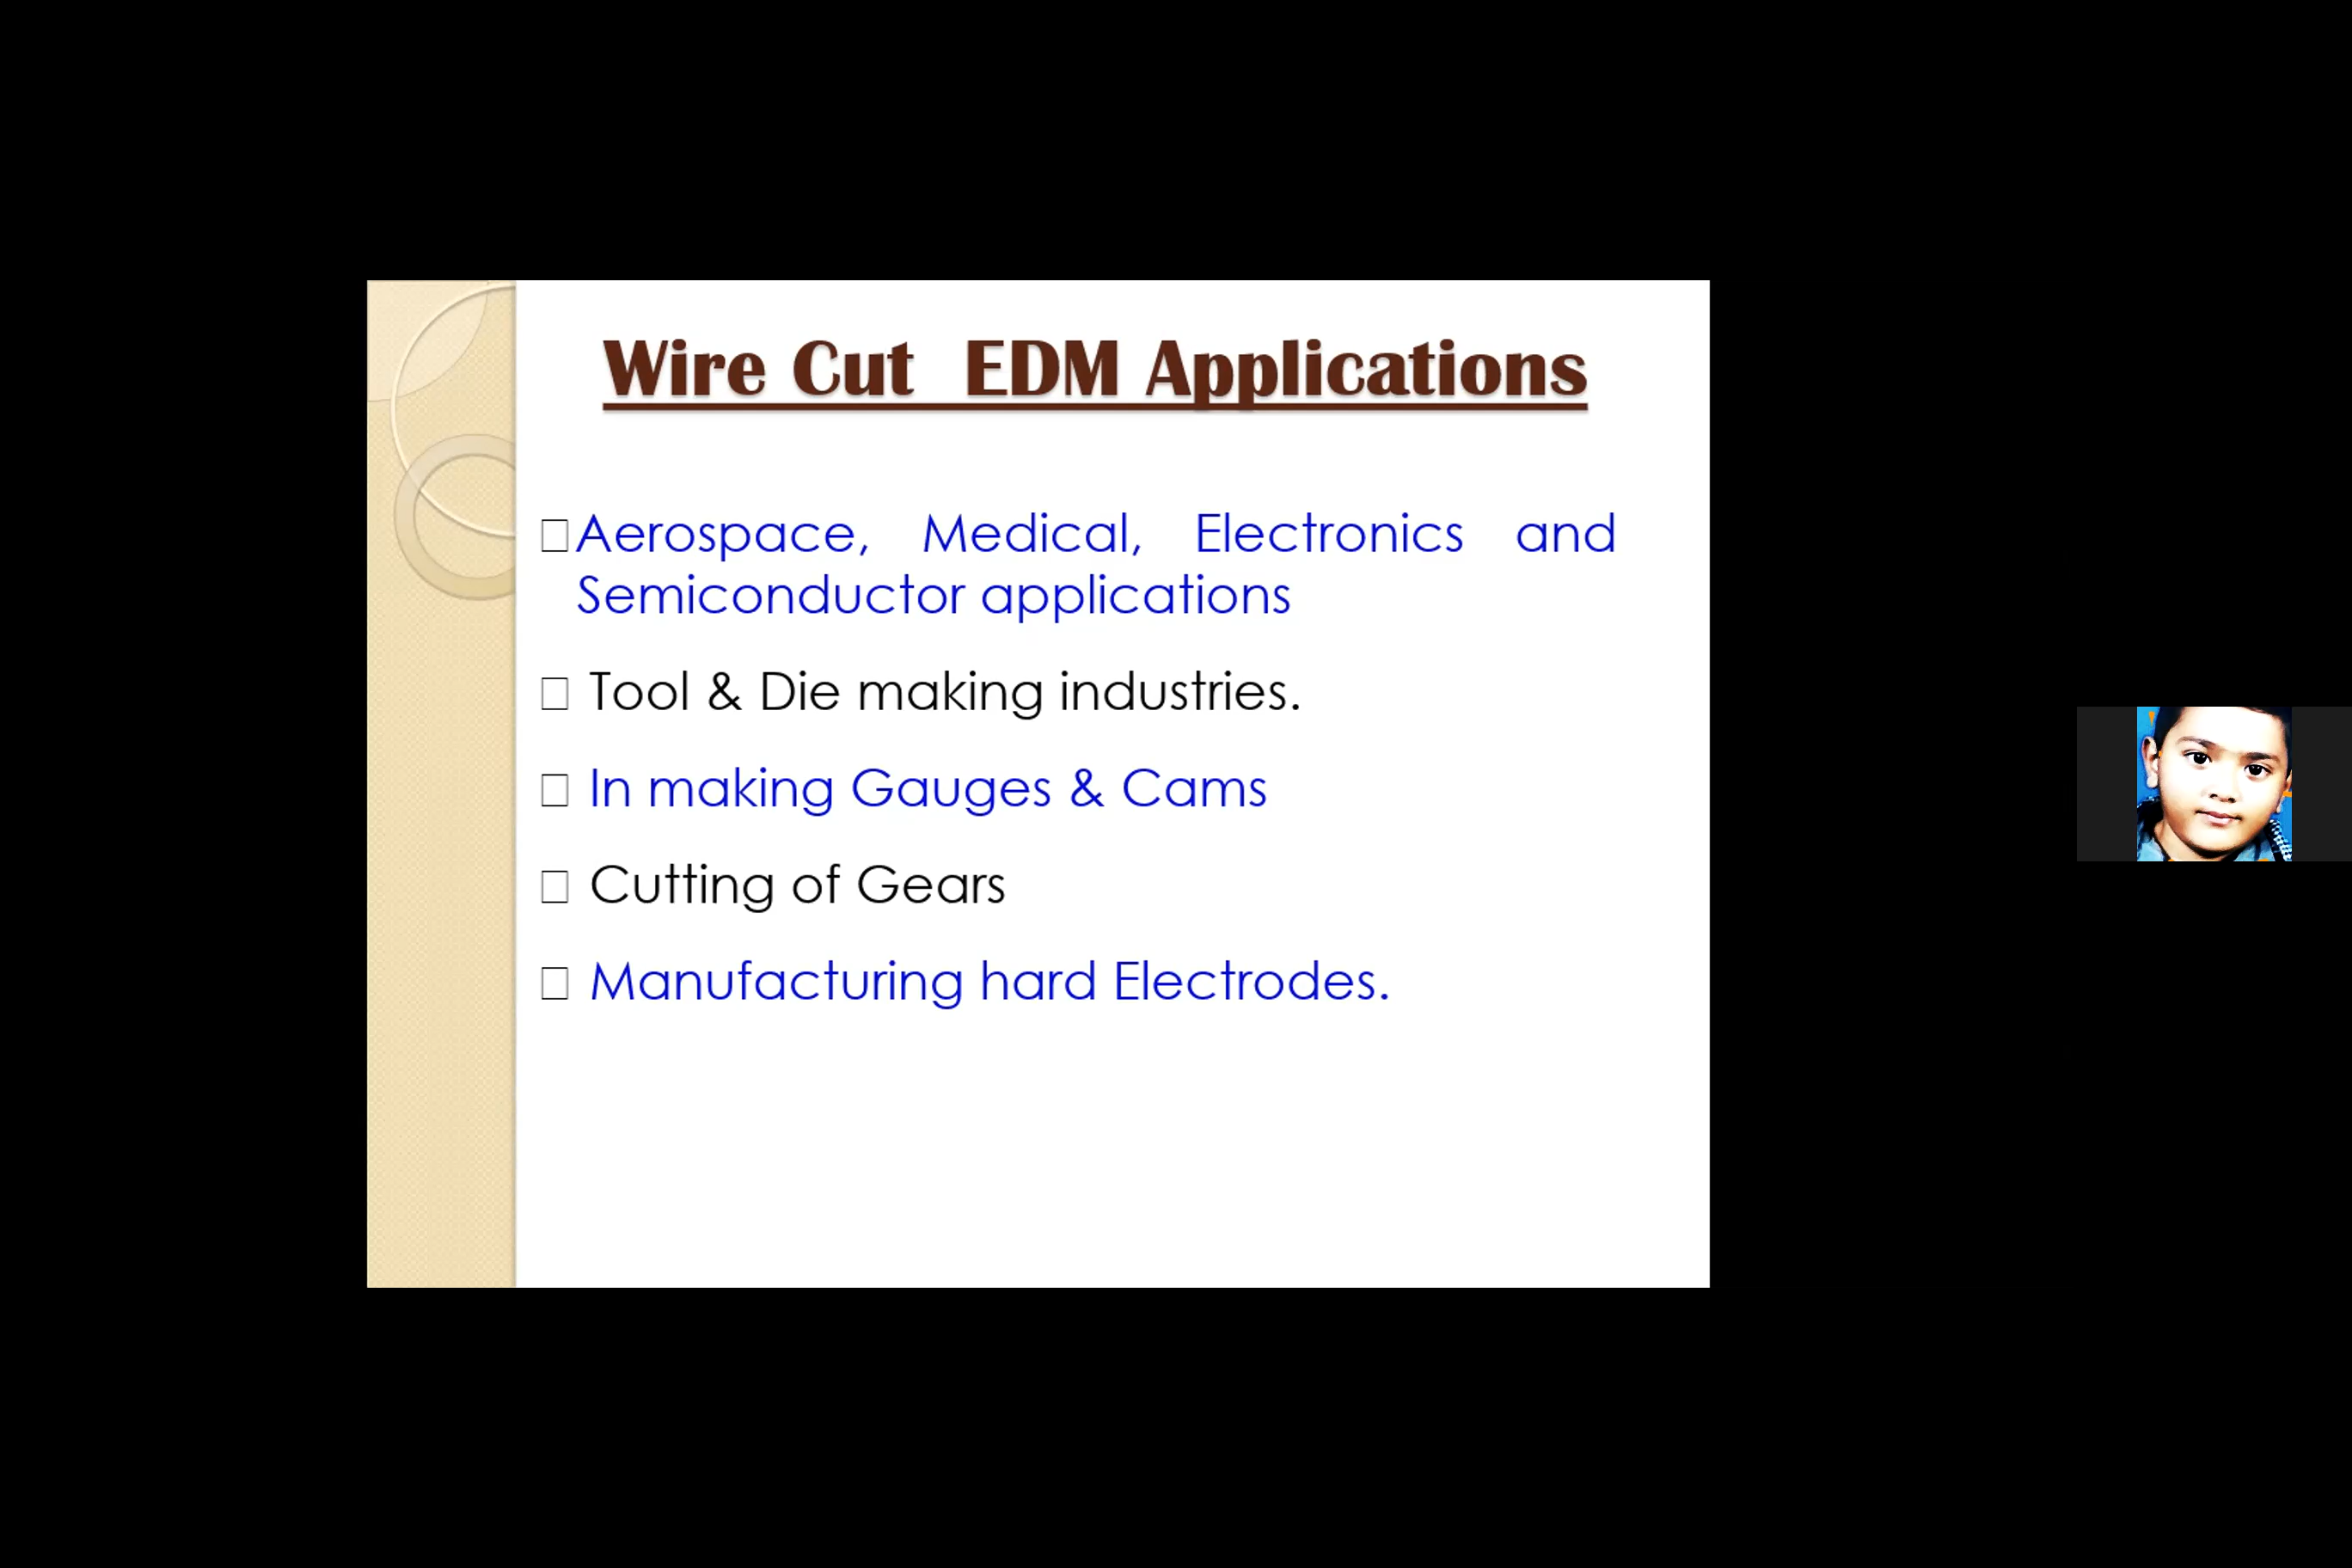 Wire Cut EDM Applications
Aerospace, Medical, Electronics and
Semiconductor applications
Tool & Die making industries.
In making Gauges & Cams
Cutting of Gears
Manufacturing hard Electrodes.